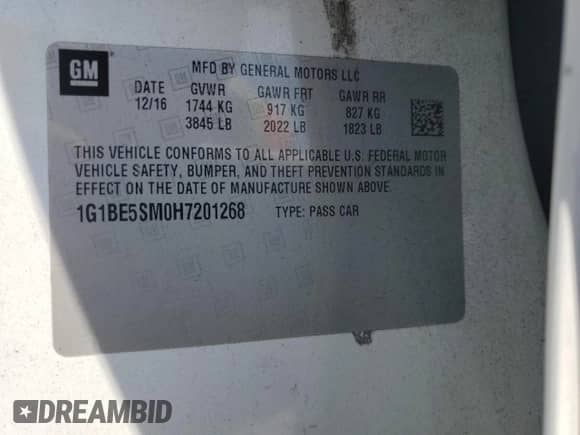 GM
MFD BY GENERAL MOTORS LLC
DATE GVWR GAWR FRT GAWR RR
12/16 1744 KG 917 KG 827 KG
3845 LB 2022 LB 1823 LB
THIS VEHICLE CONFORMS TO ALL APPLICABLE U.S. FEDERAL MOTOR
VEHICLE SAFETY, BUMPER, AND THEFT PREVENTION STANDARDS IN
EFFECT ON THE DATE OF MANUFACTURE SHOWN ABOVE.
1G1BE5SM0H7201268 TYPE: PASS CAR
DREAMBID